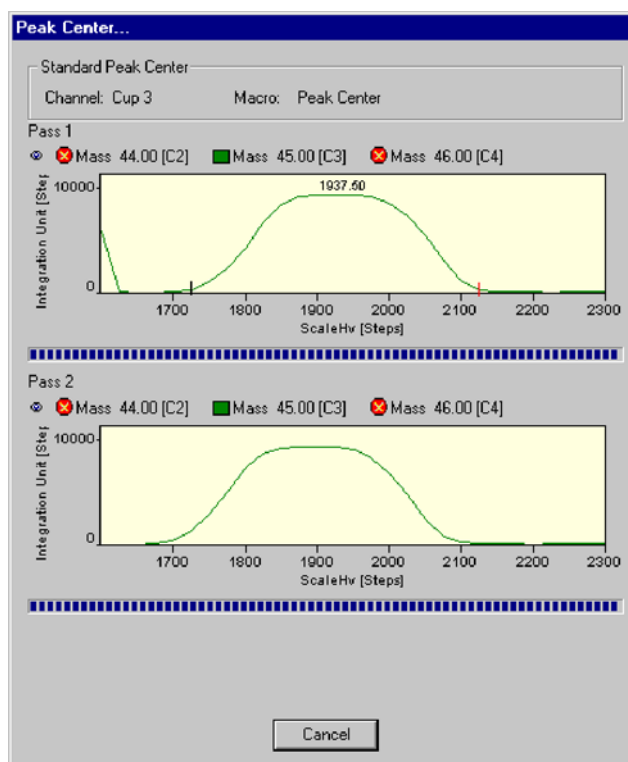 Peak Center...
Standard Peak Center
Channel: Cup 3 Macro: Peak Center
Pass 1
Mass 44.00 [C2] Mass 45.00 [C3] Mass 46.00 [C4]
Integration Unit [Step
10000
0
1937.50
1700 1800 1900 2000 2100 2200 2300
ScaleHv [Steps]
Pass 2
Mass 44.00 [C2] Mass 45.00 [C3] Mass 46.00 [C4]
Integration Unit [Step
10000
0
1700 1800 1900 2000 2100 2200 2300
ScaleHv [Steps]
Cancel